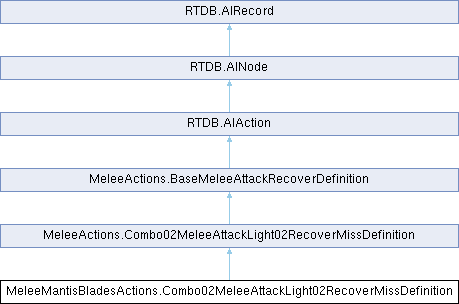 RTDB.AIRecord
RTDB.AINode
RTDB.AIAction
MeleeActions.BaseMeleeAttackRecoverDefinition
MeleeActions.Combo02MeleeAttackLight02RecoverMissDefinition
MeleeMantisBladesActions.Combo02MeleeAttackLight02RecoverMissDefinition